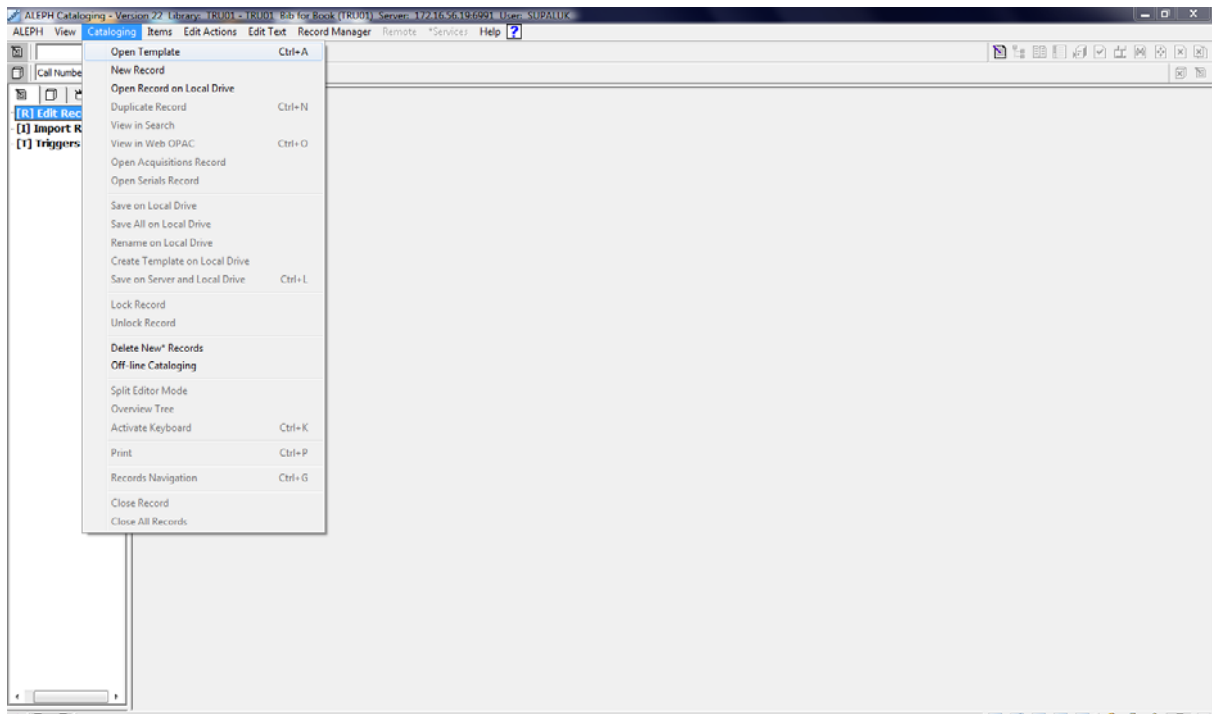 ALEPH Cataloging - Version 22 Library: TRU01 - TRU01 Bib for Book (TRU01) Server: 172.16.56.19:6991 User: SUPALUK
ALEPH View Cataloging Items Edit Actions Edit Text Record Manager Remote *Services Help ?
Open Template Ctrl+A
Call Numbe
New Record
Open Record on Local Drive
[R] Edit Rec
Duplicate Record Ctrl+N
[I] Import R
View in Search
[T] Triggers
View in Web OPAC Ctrl+O
Open Acquisitions Record
Open Serials Record
Save on Local Drive
Save All on Local Drive
Rename on Local Drive
Create Template on Local Drive
Save on Server and Local Drive Ctrl+L
Lock Record
Unlock Record
Delete New* Records
Off-line Cataloging
Split Editor Mode
Overview Tree
Activate Keyboard Ctrl+K
Print Ctrl+P
Records Navigation Ctrl+G
Close Record
Close All Records